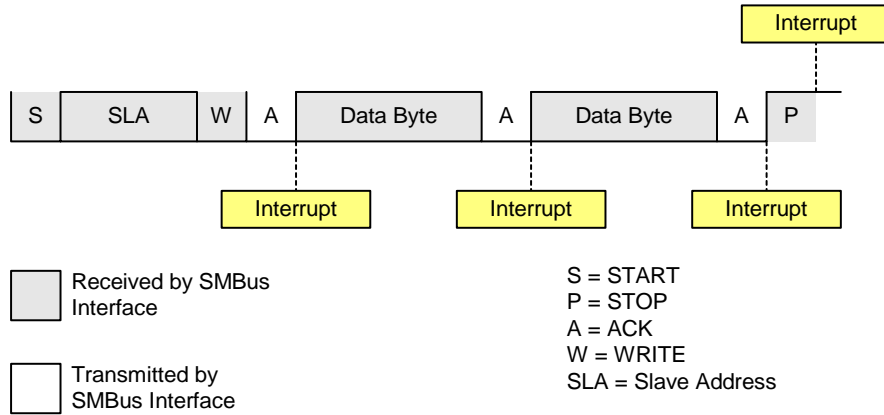 Interrupt
S
SLA
W
A
Data Byte
A
Data Byte
A
P
Interrupt
Interrupt
Interrupt
Received by SMBus
Interface
Transmitted by
SMBus Interface
S = START
P = STOP
A = ACK
W = WRITE
SLA = Slave Address